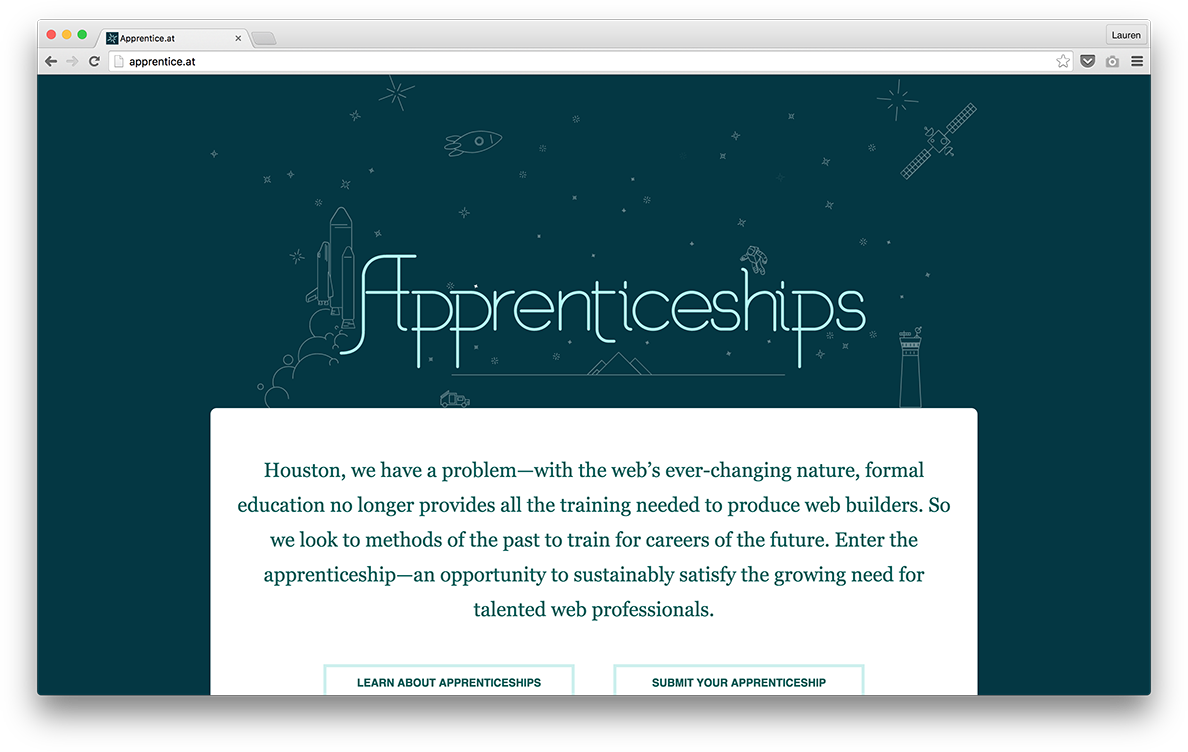 Apprentice.at
Lauren
apprentice.at
Apprenticeships
Houston, we have a problem—with the web’s ever-changing nature, formal
education no longer provides all the training needed to produce web builders. So
we look to methods of the past to train for careers of the future. Enter the
apprenticeship—an opportunity to sustainably satisfy the growing need for
talented web professionals.
LEARN ABOUT APPRENTICESHIPS
SUBMIT YOUR APPRENTICESHIP